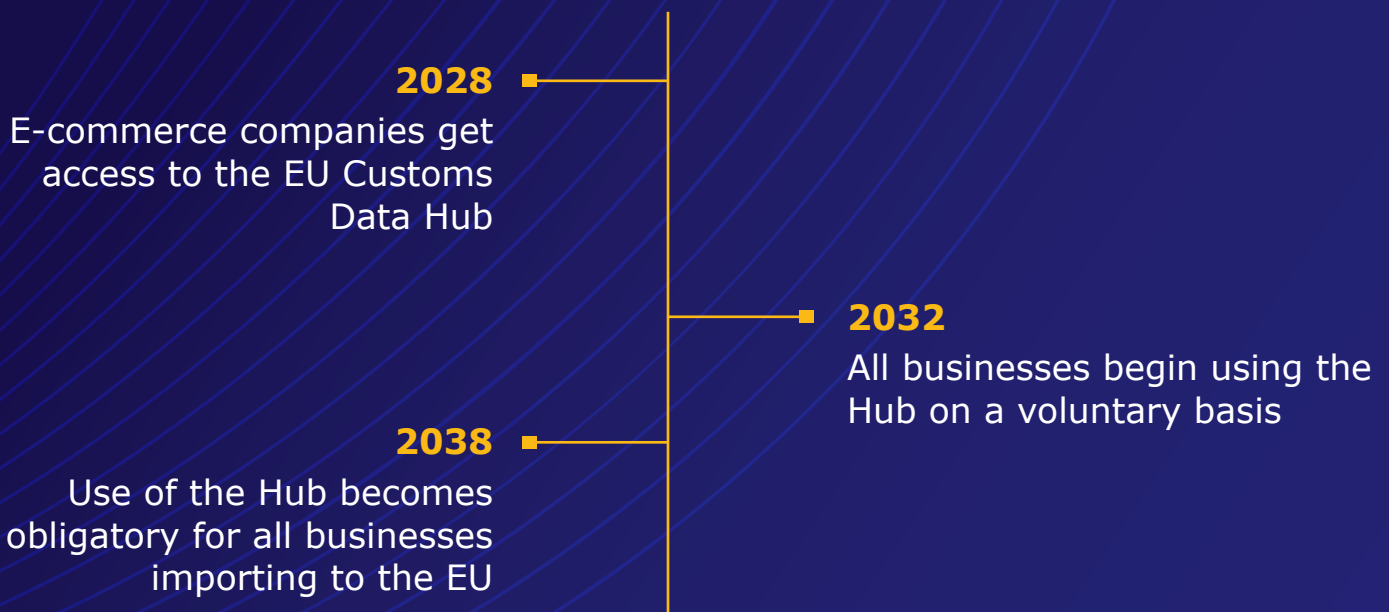 2028
E-commerce companies get
access to the EU Customs
Data Hub
2032
All businesses begin using the
Hub on a voluntary basis
2038
Use of the Hub becomes
obligatory for all businesses
importing to the EU